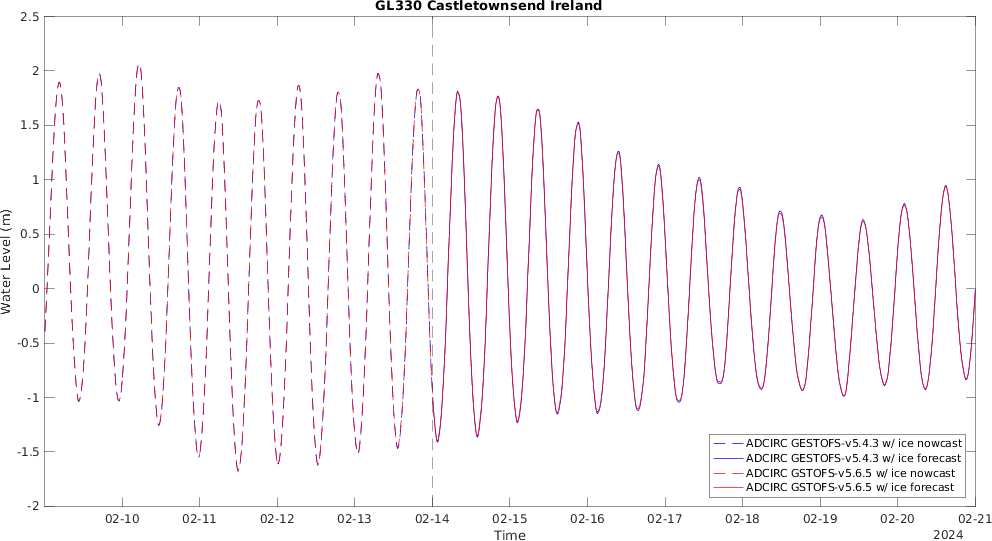 GL330 Castletownsend Ireland
2.5
2
1.5
1
0.5
0
-0.5
-1
-1.5
-2
Water Level (m)
ADCIRC GESTOFS-v5.4.3 w/ ice nowcast
ADCIRC GESTOFS-v5.4.3 w/ ice forecast
ADCIRC GSTOFS-v5.6.5 w/ ice nowcast
ADCIRC GSTOFS-v5.6.5 w/ ice forecast
02-10 02-11 02-12 02-13 02-14 02-15 02-16 02-17 02-18 02-19 02-20 02-21
Time
2024